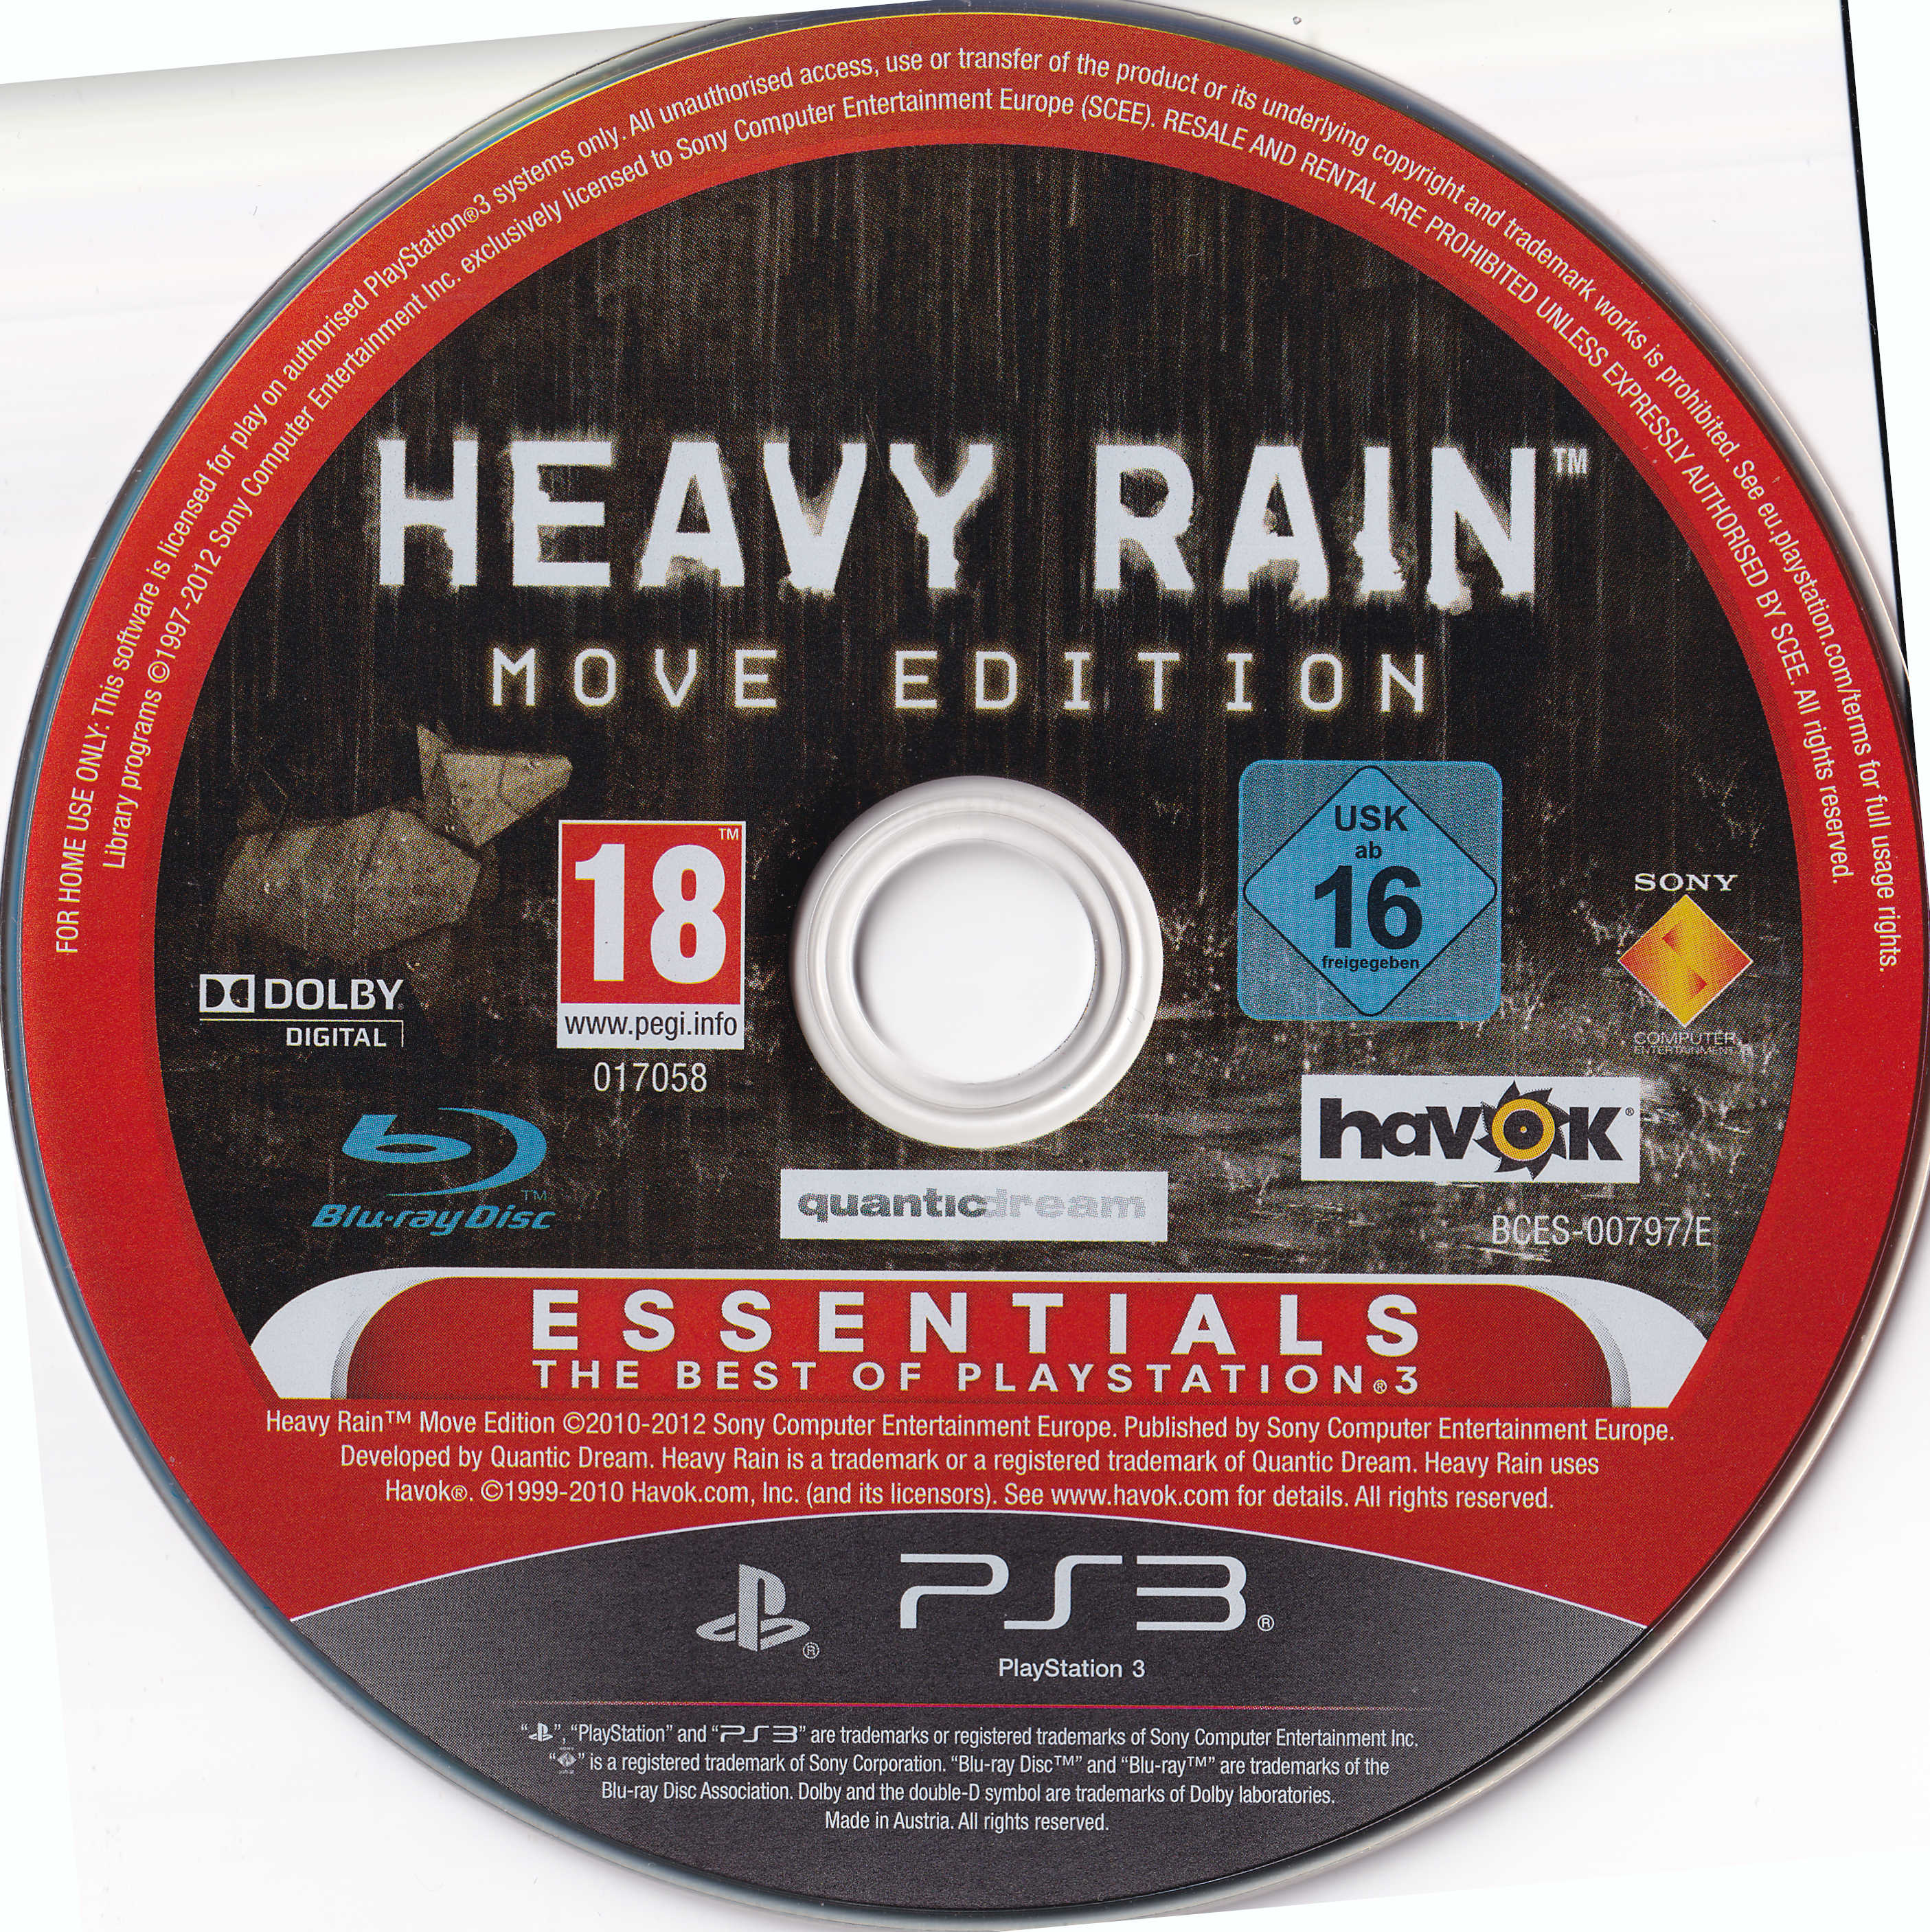 FOR HOME USE ONLY: This software is licensed for play on authorised PlayStation®3 systems only. All unauthorised access, use or transfer of the product or its underlying copyright and trademark works is prohibited. See eu.playstation.com/terms for full usage rights.
Library programs ©1997-2012 Sony Computer Entertainment Inc. exclusively licensed to Sony Computer Entertainment Europe (SCEE). RESALE AND RENTAL ARE PROHIBITED UNLESS EXPRESSLY AUTHORISED BY SCEE. All rights reserved.
HEAVY RAIN™
MOVE EDITION
18™
www.pegi.info
017058
USK
ab
16
freigegeben
SONY
COMPUTER
ENTERTAINMENT
DOLBY®
DIGITAL
Blu-ray Disc™
quanticdream
havok®
BCES-00797/E
ESSENTIALS
THE BEST OF PLAYSTATION®3
Heavy Rain™ Move Edition ©2010-2012 Sony Computer Entertainment Europe. Published by Sony Computer Entertainment Europe.
Developed by Quantic Dream. Heavy Rain is a trademark or a registered trademark of Quantic Dream. Heavy Rain uses
Havok®. ©1999-2010 Havok.com, Inc. (and its licensors). See www.havok.com for details. All rights reserved.
PS3®
PlayStation 3
“ ”, “PlayStation” and “PS3” are trademarks or registered trademarks of Sony Computer Entertainment Inc.
“ ” is a registered trademark of Sony Corporation. “Blu-ray Disc™” and “Blu-ray™” are trademarks of the
Blu-ray Disc Association. Dolby and the double-D symbol are trademarks of Dolby laboratories.
Made in Austria. All rights reserved.